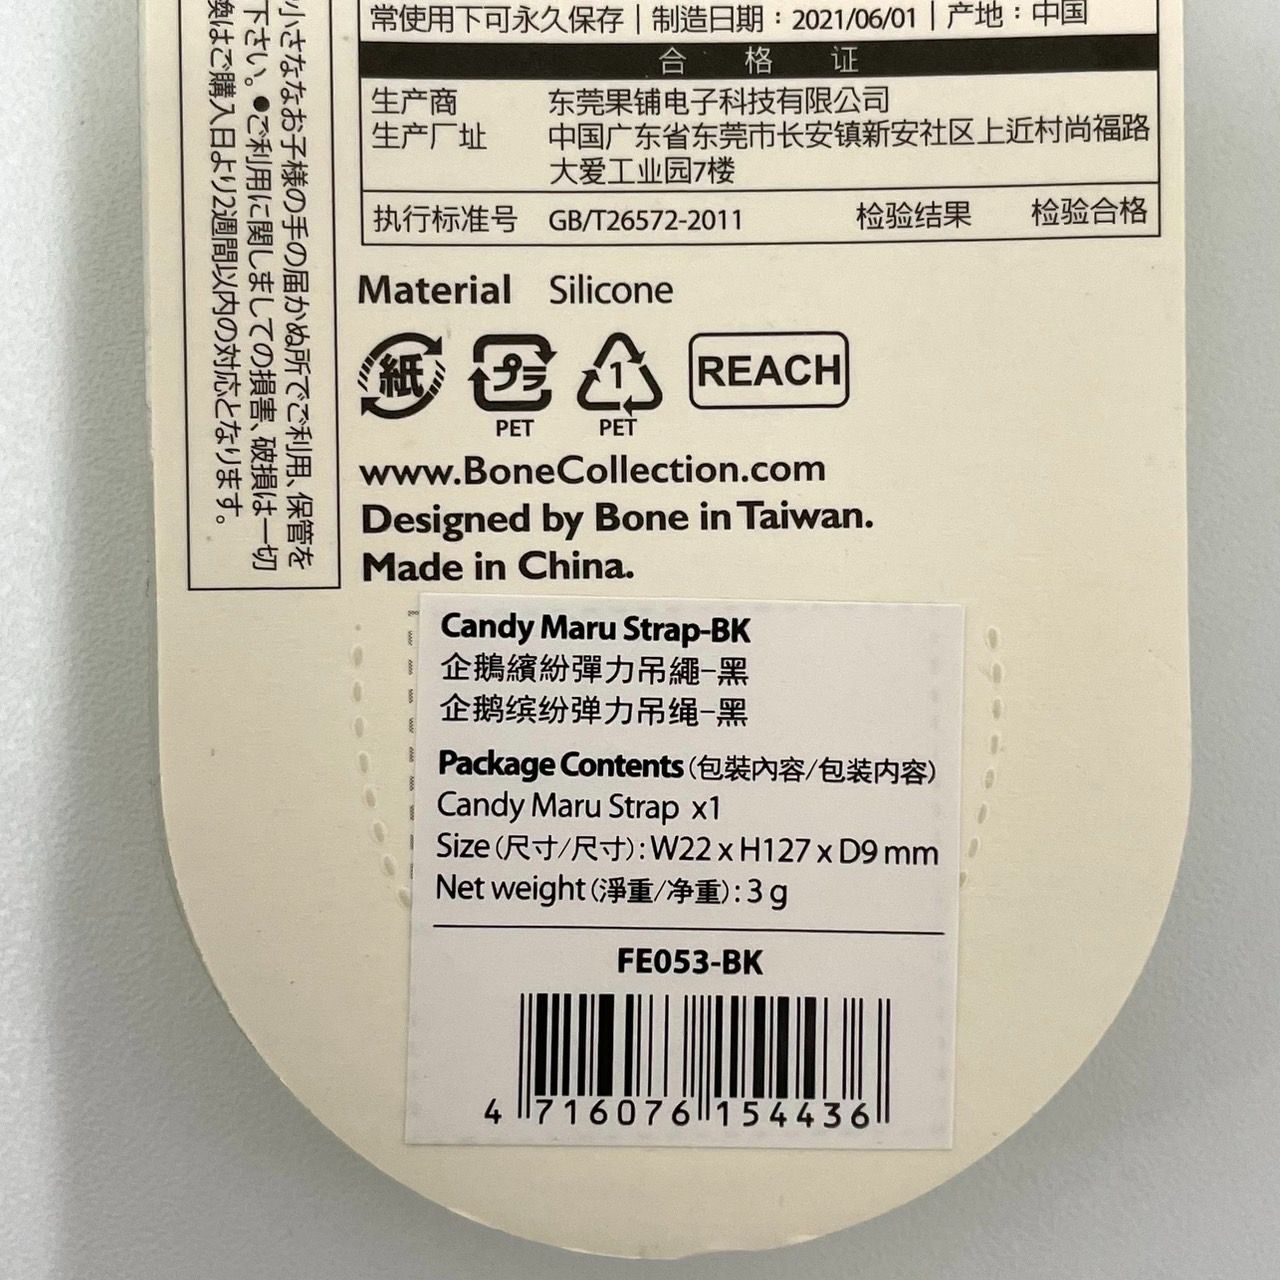 常使用下可永久保存｜制造日期：2021/06/01｜产地：中国
合 格 证
生产商 东莞果铺电子科技有限公司
生产厂址 中国广东省东莞市长安镇新安社区上近村尚福路
大爱工业园7楼
执行标准号 GB/T26572-2011 检验结果 检验合格
小さななお子様の手の届かぬ所でご利用、保管を
下さい。●ご利用に関しましての損害、破損は一切
換はご購入日より2週間以内の対応となります。
Material Silicone
紙 プラ 1 REACH
PET PET
www.BoneCollection.com
Designed by Bone in Taiwan.
Made in China.
Candy Maru Strap-BK
企鵝繽紛彈力吊繩-黑
企鹅缤纷弹力吊绳-黑
Package Contents (包裝內容/包装内容)
Candy Maru Strap x1
Size (尺寸/尺寸) : W22 x H127 x D9 mm
Net weight (淨重/净重) : 3 g
FE053-BK
4 716076 154436